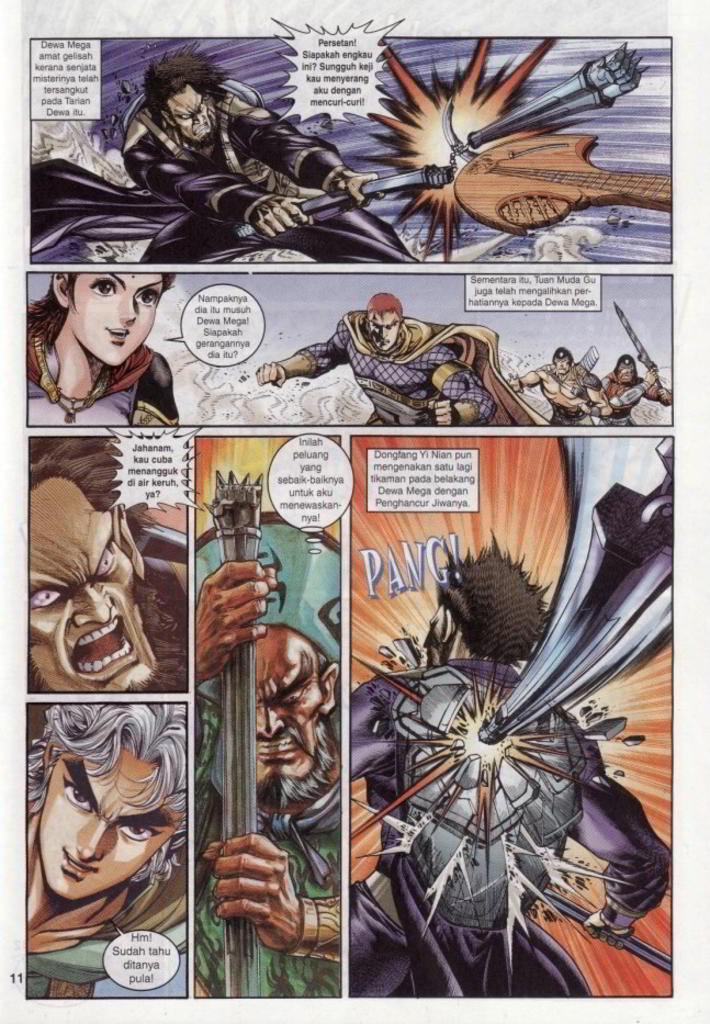 Dewa Mega
amat gelisah
kerana senjata
misterinya telah
tersangkut
pada Tarian
Dewa itu.
Persetan!
Siapakah engkau
ini? Sungguh keji
kau menyerang
aku dengan
mencuri-curi!
Nampaknya
dia itu musuh
Dewa Mega!
Siapakah
gerangannya
dia itu?
Sementara itu, Tuan Muda Gu
juga telah mengalihkan per-
hatiannya kepada Dewa Mega.
Jahanam,
kau cuba
menangguk
di air keruh,
ya?
Inilah
peluang
yang
sebaik-baiknya
untuk aku
menewaskan-
nya!
Dongfang Yi Nian pun
mengenakan satu lagi
tikaman pada belakang
Dewa Mega dengan
Penghancur Jiwanya.
PANG!
Hm!
Sudah tahu
ditanya
pula!
11